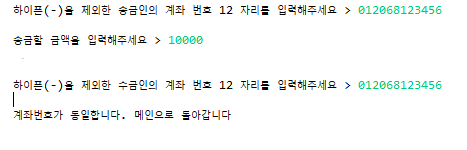 하이픈(-)을 제외한 송금인의 계좌 번호 12 자리를 입력해주세요 > 012068123456
송금할 금액을 입력해주세요 > 10000
하이픈(-)을 제외한 수금인의 계좌 번호 12 자리를 입력해주세요 > 012068123456
계좌번호가 동일합니다. 메인으로 돌아갑니다